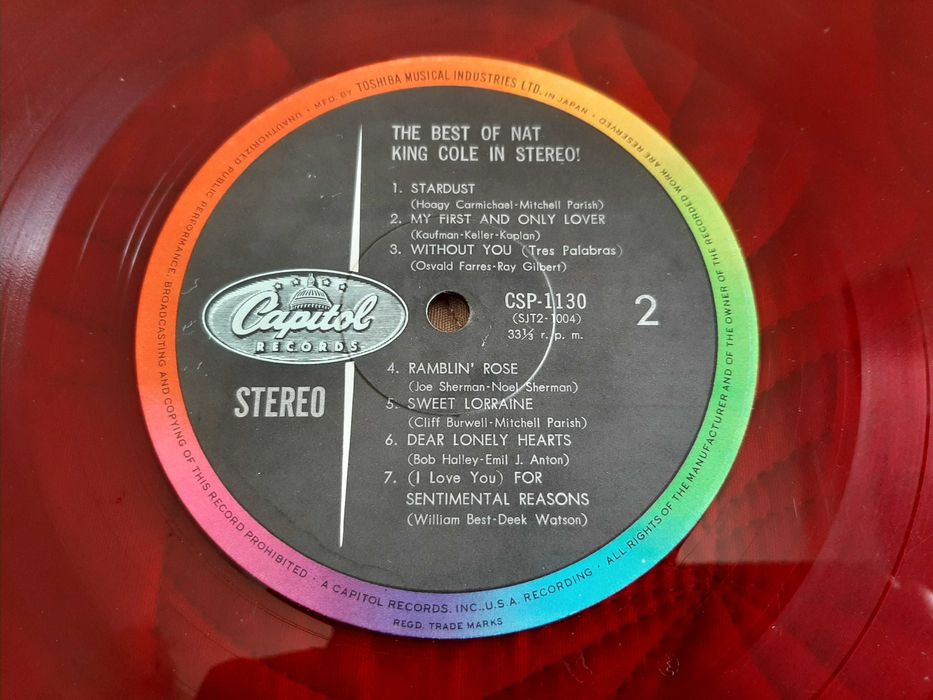 THE BEST OF NAT
KING COLE IN STEREO!
1. STARDUST
(Hoagy Carmichael-Mitchell Parish)
2. MY FIRST AND ONLY LOVER
(Kaufman-Keller-Kaplan)
3. WITHOUT YOU (Tres Palabras)
(Osvald Farres-Ray Gilbert)
Capitol
RECORDS
STEREO
CSP-1130
(SJT2-1004)
33⅓ r. p. m.
2
4. RAMBLIN' ROSE
(Joe Sherman-Noel Sherman)
5. SWEET LORRAINE
(Cliff Burwell-Mitchell Parish)
6. DEAR LONELY HEARTS
(Bob Halley-Emil J. Anton)
7. (I Love You) FOR
SENTIMENTAL REASONS
(William Best-Deek Watson)
MFD. BY TOSHIBA MUSICAL INDUSTRIES LTD. IN JAPAN ·
UNAUTHORIZED PUBLIC PERFORMANCE, BROADCASTING AND COPYING OF THIS RECORD PROHIBITED · A CAPITOL RECORDS, INC., U.S.A. RECORDING · ALL RIGHTS OF THE MANUFACTURER AND OF THE OWNER OF THE RECORDED WORK ARE RESERVED
REGD. TRADE MARKS